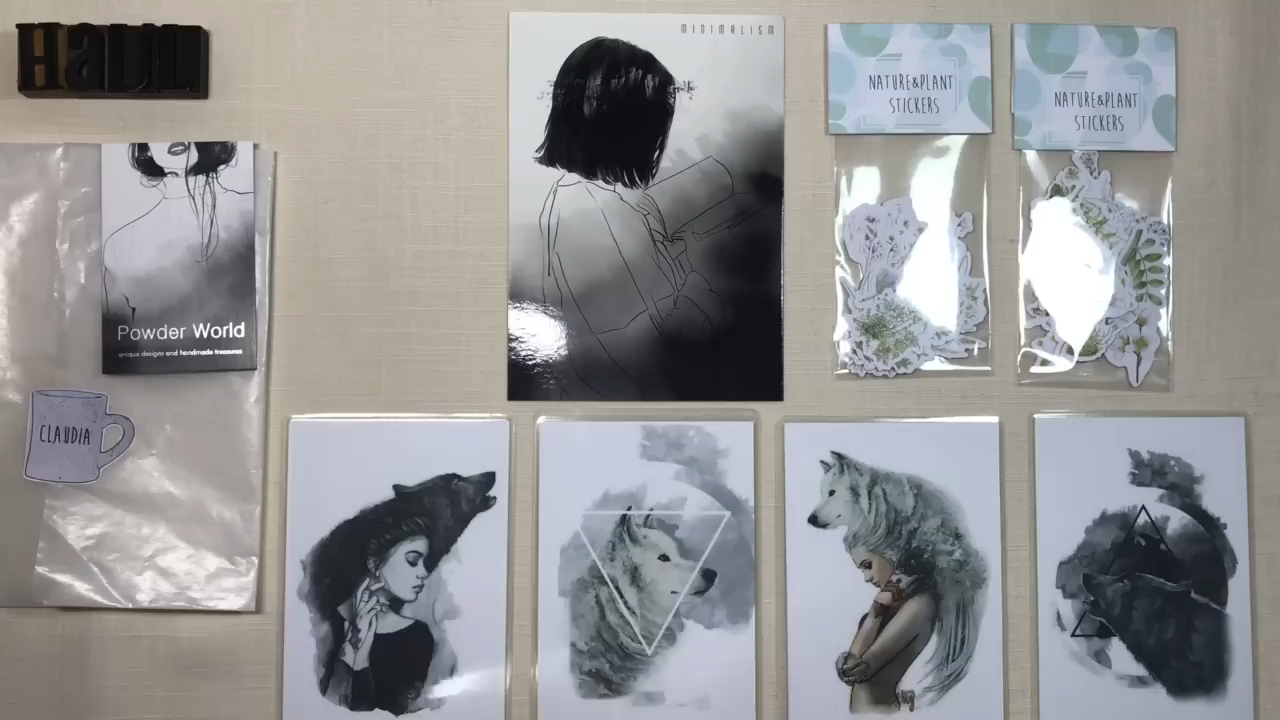 HaUL
MINIMALISM
NATURE&PLANT
STICKERS
NATURE&PLANT
STICKERS
Powder World
unique designs and handmade treasures
CLAUDIA